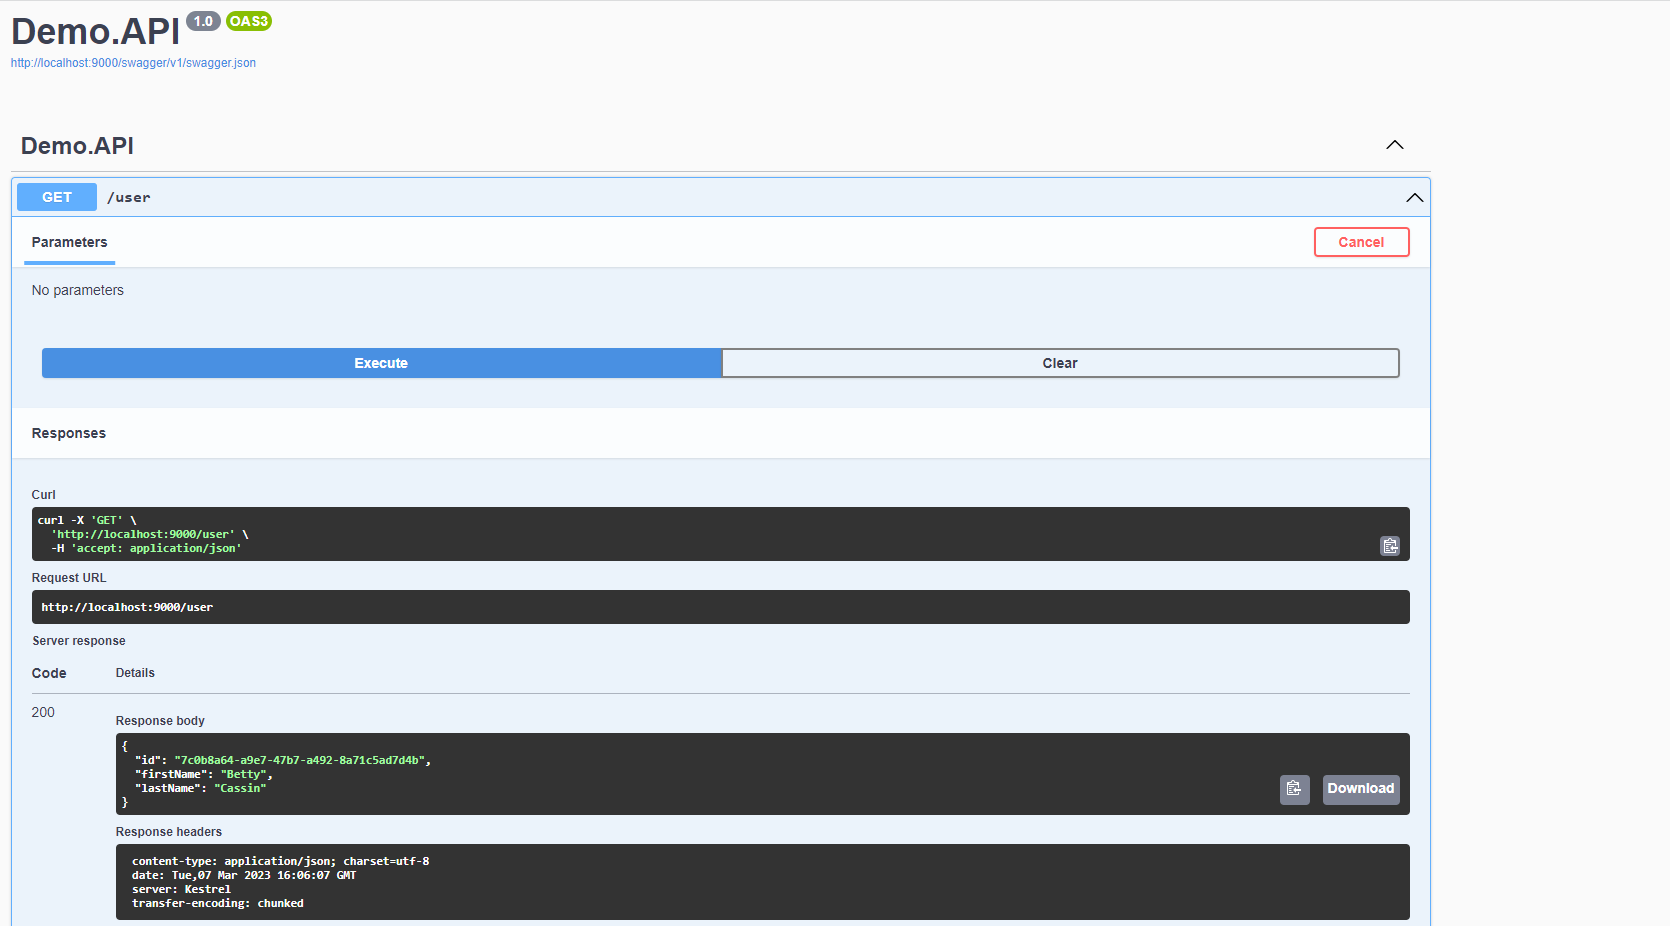 Demo.API 1.0 OAS3
http://localhost:9000/swagger/v1/swagger.json
Demo.API
GET /user
Parameters
Cancel
No parameters
Execute
Clear
Responses
Curl
curl -X 'GET' \
  'http://localhost:9000/user' \
  -H 'accept: application/json'
Request URL
http://localhost:9000/user
Server response
Code Details
200
Response body
{
  "id": "7c0b8a64-a9e7-47b7-a492-8a71c5ad7d4b",
  "firstName": "Betty",
  "lastName": "Cassin"
}
Download
Response headers
content-type: application/json; charset=utf-8
date: Tue,07 Mar 2023 16:06:07 GMT
server: Kestrel
transfer-encoding: chunked